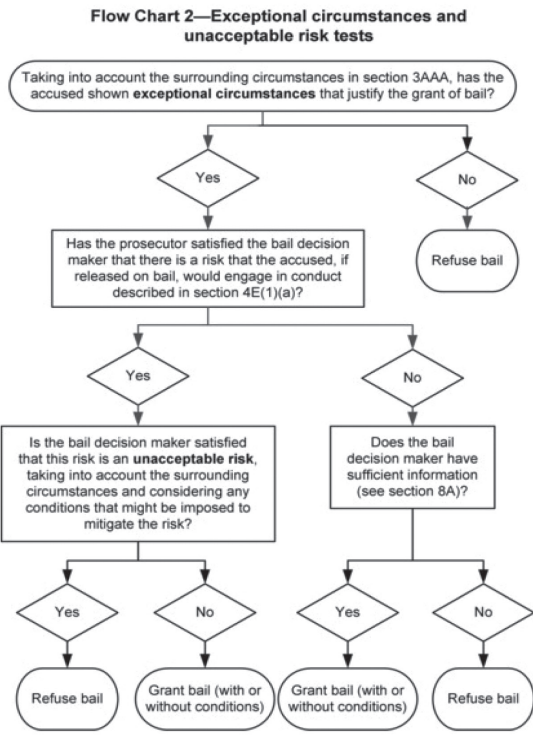 Flow Chart 2—Exceptional circumstances and
unacceptable risk tests
Taking into account the surrounding circumstances in section 3AAA, has the
accused shown exceptional circumstances that justify the grant of bail?
Yes
No
Has the prosecutor satisfied the bail decision
maker that there is a risk that the accused, if
released on bail, would engage in conduct
described in section 4E(1)(a)?
Refuse bail
Yes
No
Is the bail decision maker satisfied
that this risk is an unacceptable risk,
taking into account the surrounding
circumstances and considering any
conditions that might be imposed to
mitigate the risk?
Does the bail
decision maker have
sufficient information
(see section 8A)?
Yes
No
Yes
No
Refuse bail
Grant bail (with or
without conditions)
Grant bail (with or
without conditions)
Refuse bail